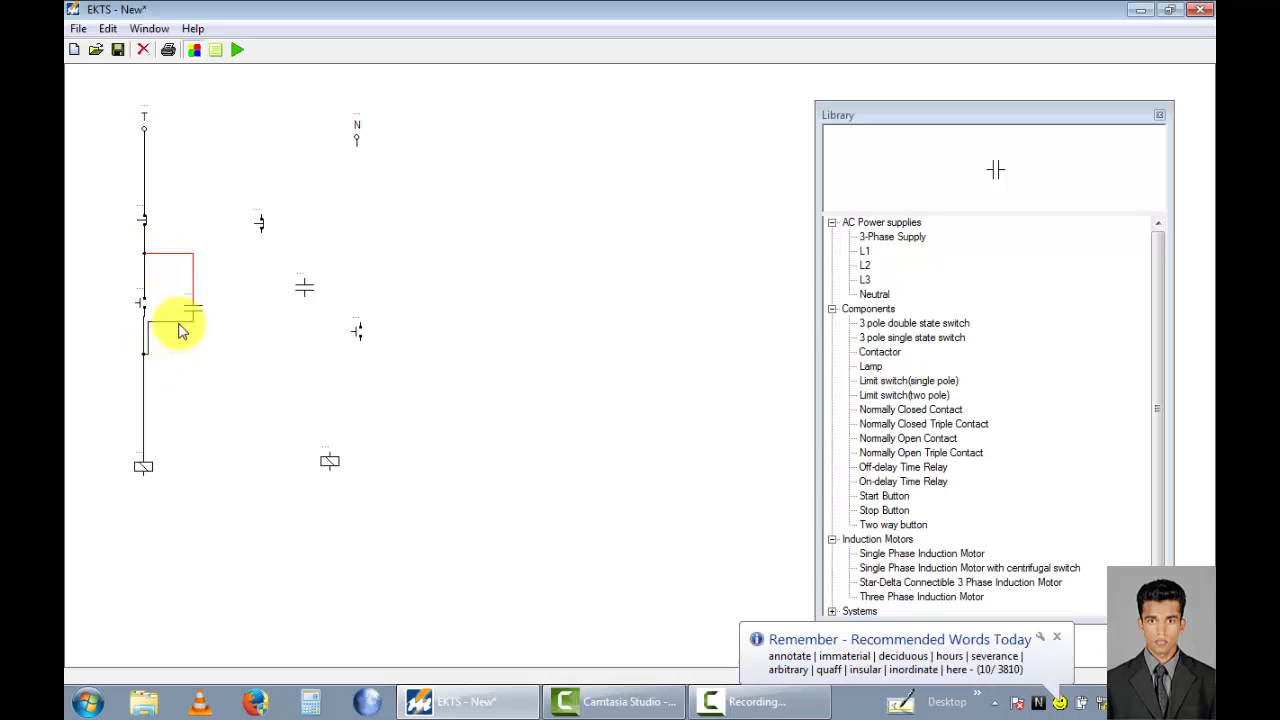 EKTS - New*
File Edit Window Help
T
N
Library
AC Power supplies
3-Phase Supply
L1
L2
L3
Neutral
Components
3 pole double state switch
3 pole single state switch
Contactor
Lamp
Limit switch(single pole)
Limit switch(two pole)
Normally Closed Contact
Normally Closed Triple Contact
Normally Open Contact
Normally Open Triple Contact
Off-delay Time Relay
On-delay Time Relay
Start Button
Stop Button
Two way button
Induction Motors
Single Phase Induction Motor
Single Phase Induction Motor with centrifugal switch
Star-Delta Connectible 3 Phase Induction Motor
Three Phase Induction Motor
Systems
Remember - Recommended Words Today
annotate | immaterial | deciduous | hours | severance |
arbitrary | quaff | insular | inordinate | here - (10/ 3810)
EKTS - New* Camtasia Studio -... Recording... Desktop »